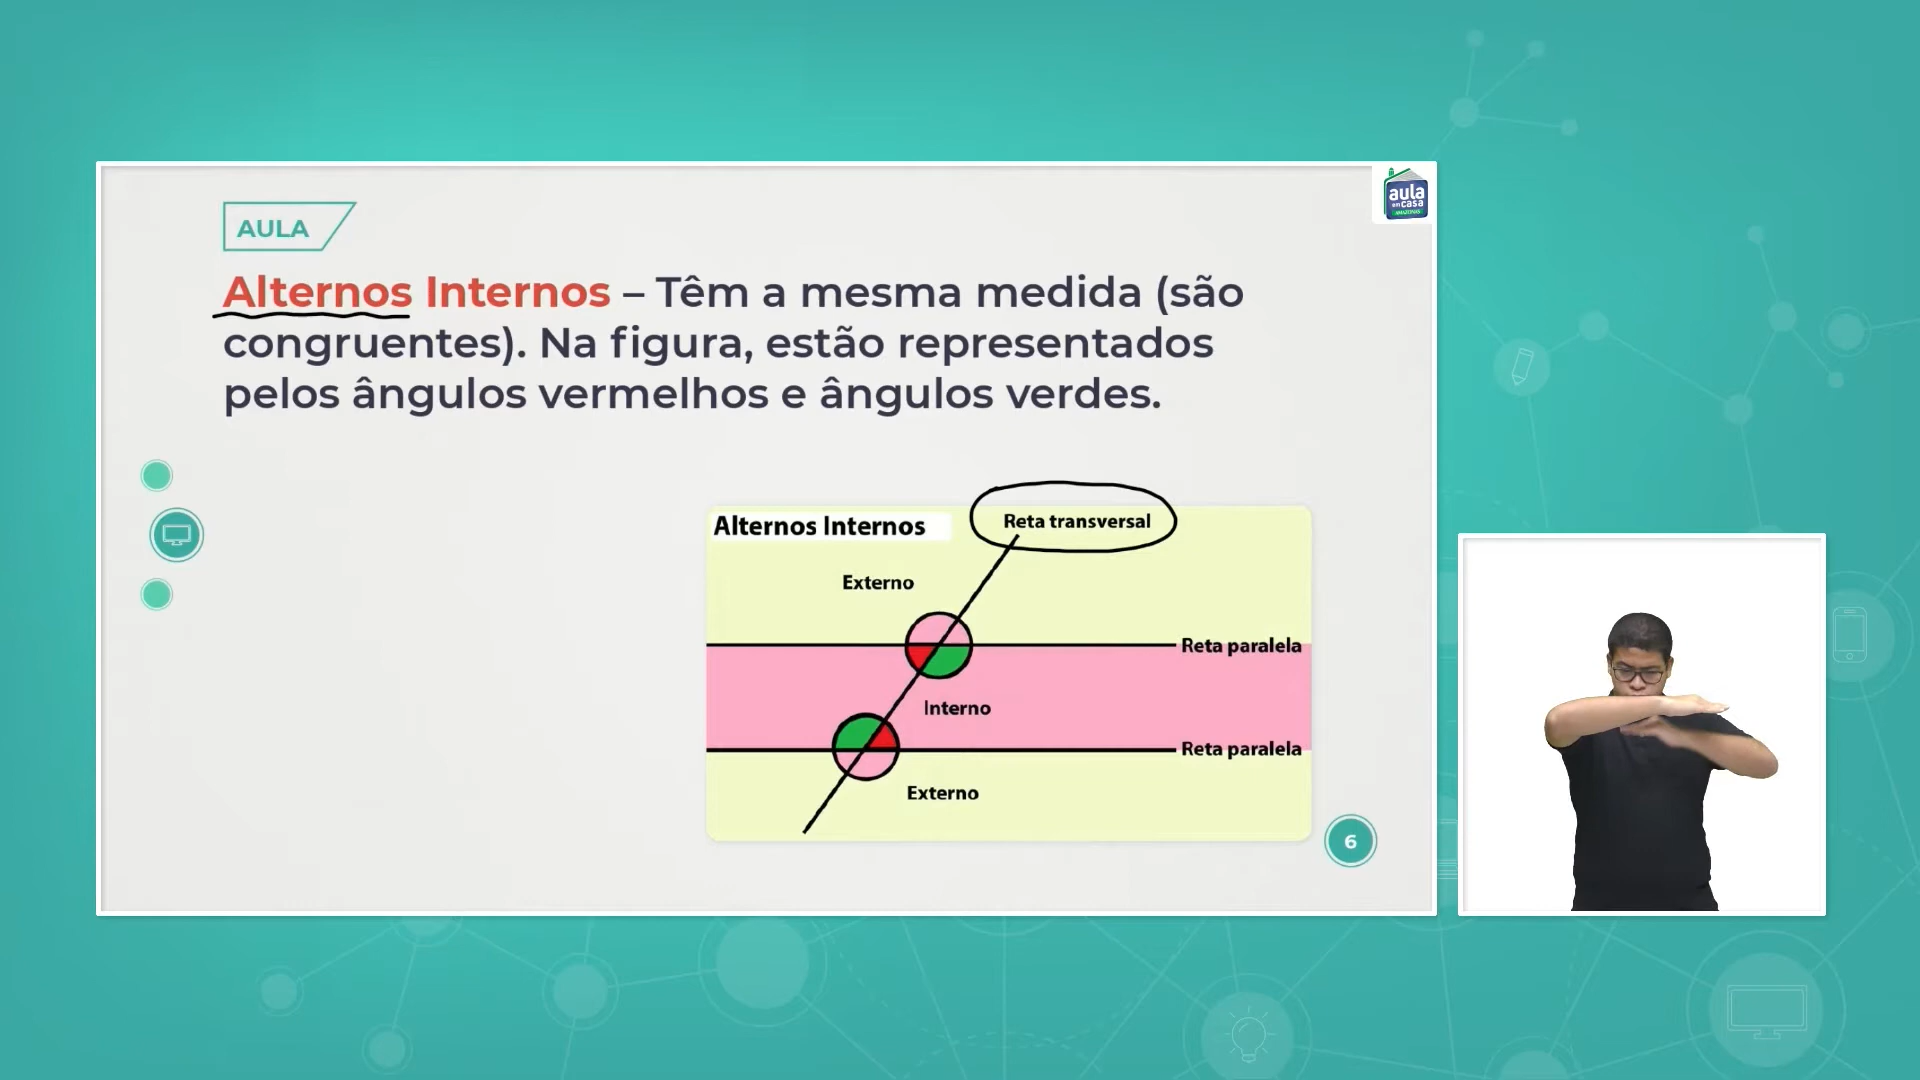 aula
em casa
AMAZONAS
AULA
Alternos Internos – Têm a mesma medida (são
congruentes). Na figura, estão representados
pelos ângulos vermelhos e ângulos verdes.
Alternos Internos
Reta transversal
Externo
Reta paralela
Interno
Reta paralela
Externo
6